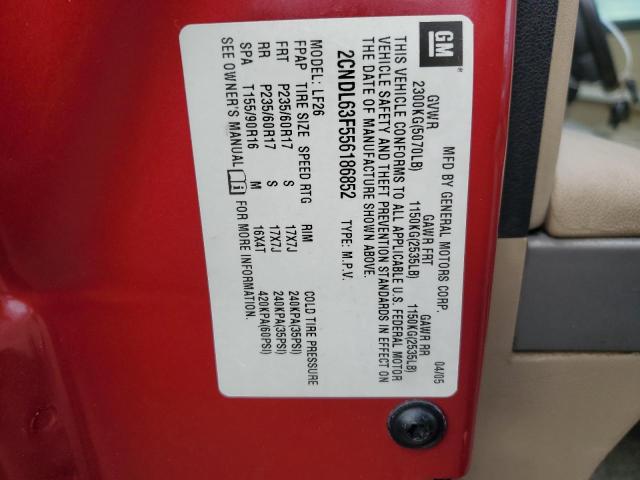 GM
MFD BY GENERAL MOTORS CORP. 04/05
GVWR GAWR FRT GAWR RR
2300KG(5070LB) 1150KG(2535LB) 1150KG(2535LB)
THIS VEHICLE CONFORMS TO ALL APPLICABLE U.S. FEDERAL MOTOR
VEHICLE SAFETY AND THEFT PREVENTION STANDARDS IN EFFECT ON
THE DATE OF MANUFACTURE SHOWN ABOVE.
2CNDL63F556186852 TYPE: M.P.V.
MODEL: LF26
FPAP TIRE SIZE SPEED RTG RIM COLD TIRE PRESSURE
FRT P235/60R17 S 17X7J 240KPA(35PSI)
RR P235/60R17 S 17X7J 240KPA(35PSI)
SPA T155/90R16 M 16X4T 420KPA(60PSI)
SEE OWNER'S MANUAL i FOR MORE INFORMATION.